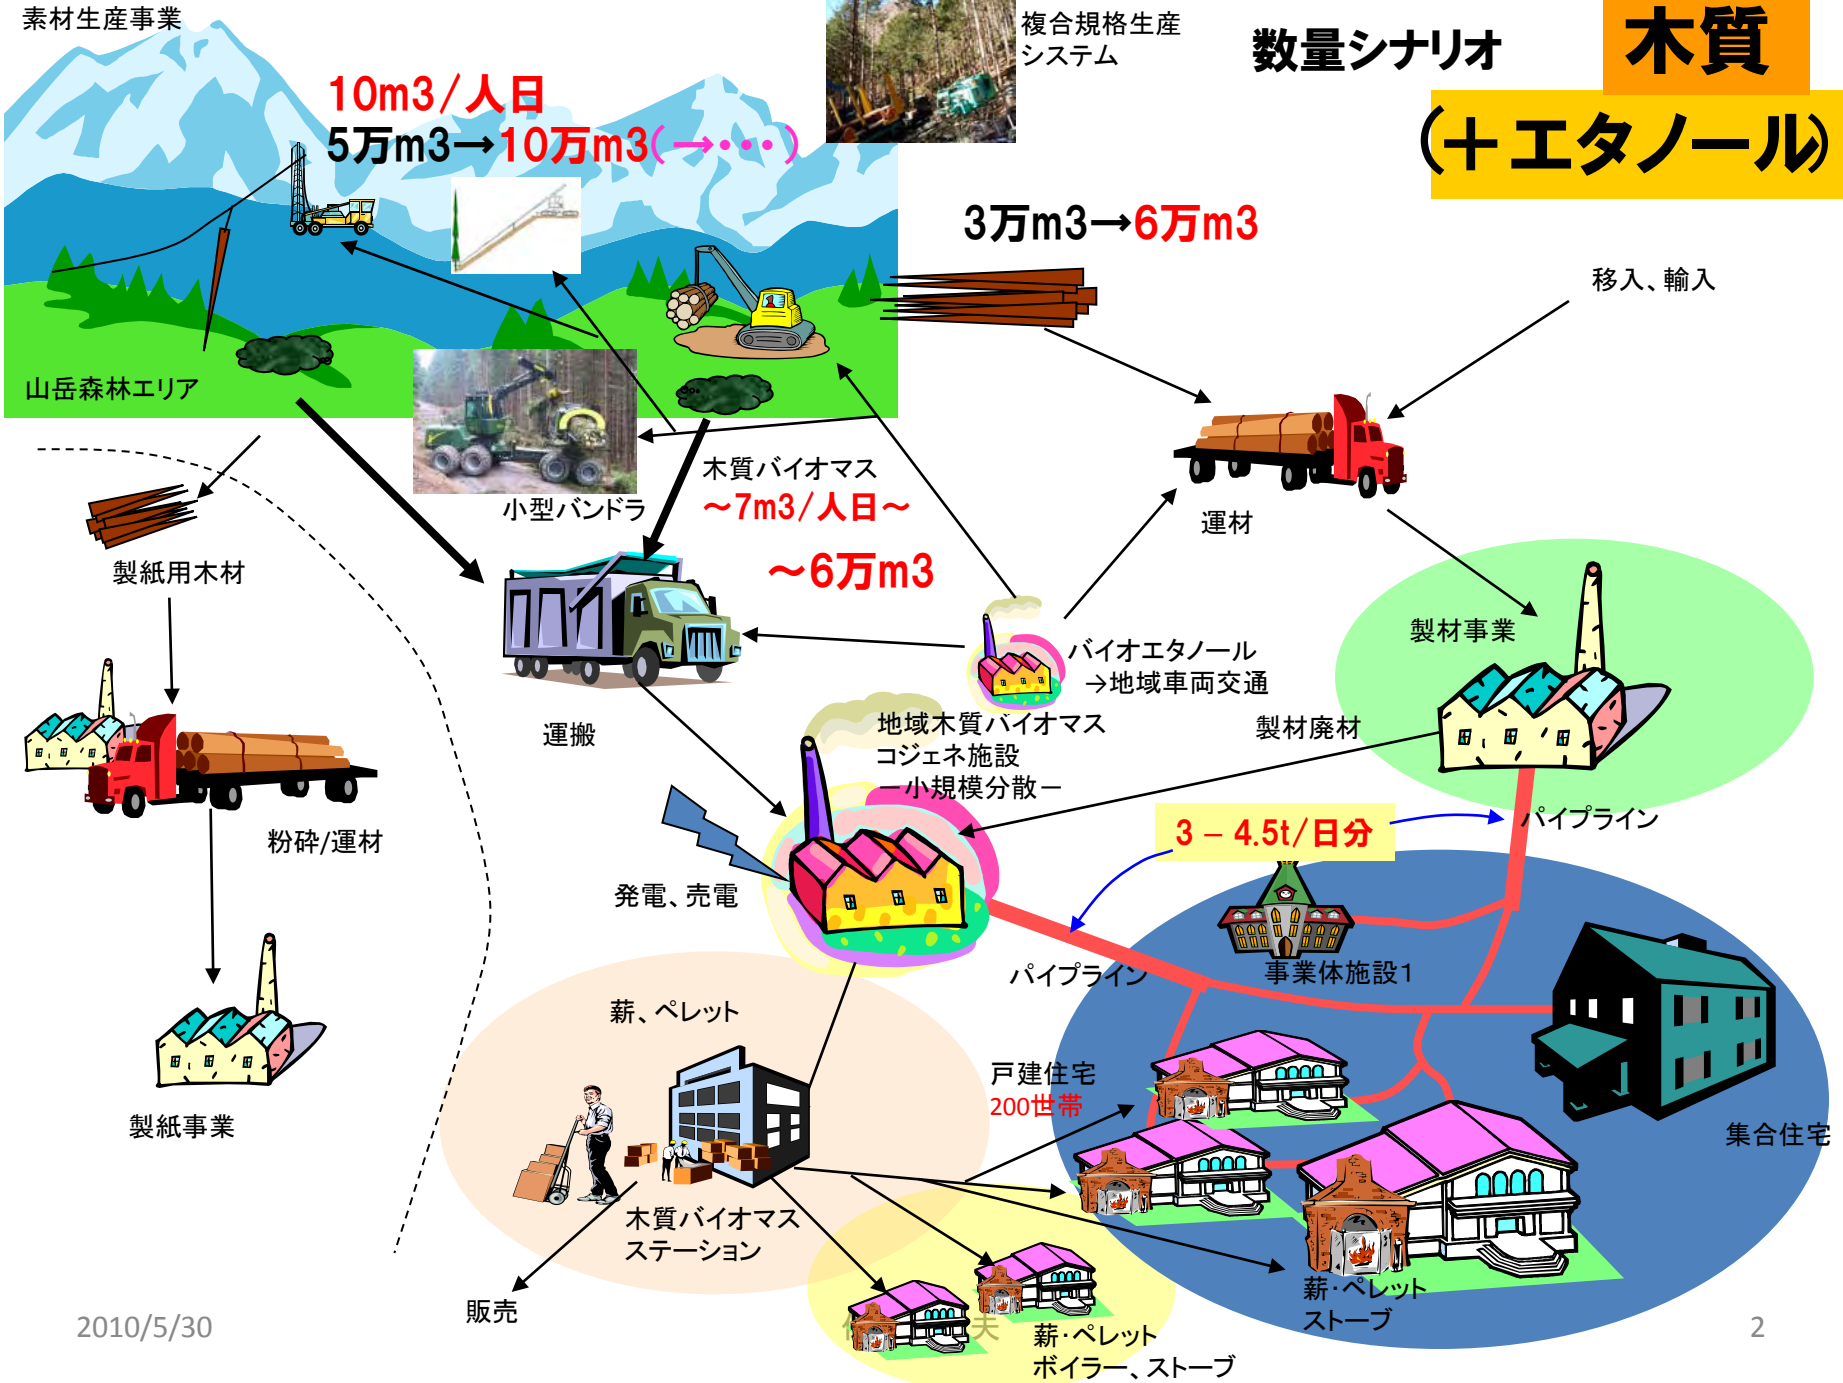 素材生産事業
複合規格生産
システム
数量シナリオ
木質
(＋エタノール)
10m3/人日
5万m3→10万m3(→・・・)
3万m3→6万m3
移入、輸入
山岳森林エリア
小型バンドラ
木質バイオマス
～7m3/人日～
～6万m3
運材
製紙用木材
製材事業
バイオエタノール
→地域車両交通
運搬
地域木質バイオマス
コジェネ施設
－小規模分散－
製材廃材
パイプライン
3 – 4.5t/日分
粉砕/運材
発電、売電
パイプライン
事業体施設1
薪、ペレット
戸建住宅
200世帯
製紙事業
集合住宅
木質バイオマス
ステーション
販売
薪・ペレット
ストーブ
薪・ペレット
ボイラー、ストーブ
2010/5/30
夫
2